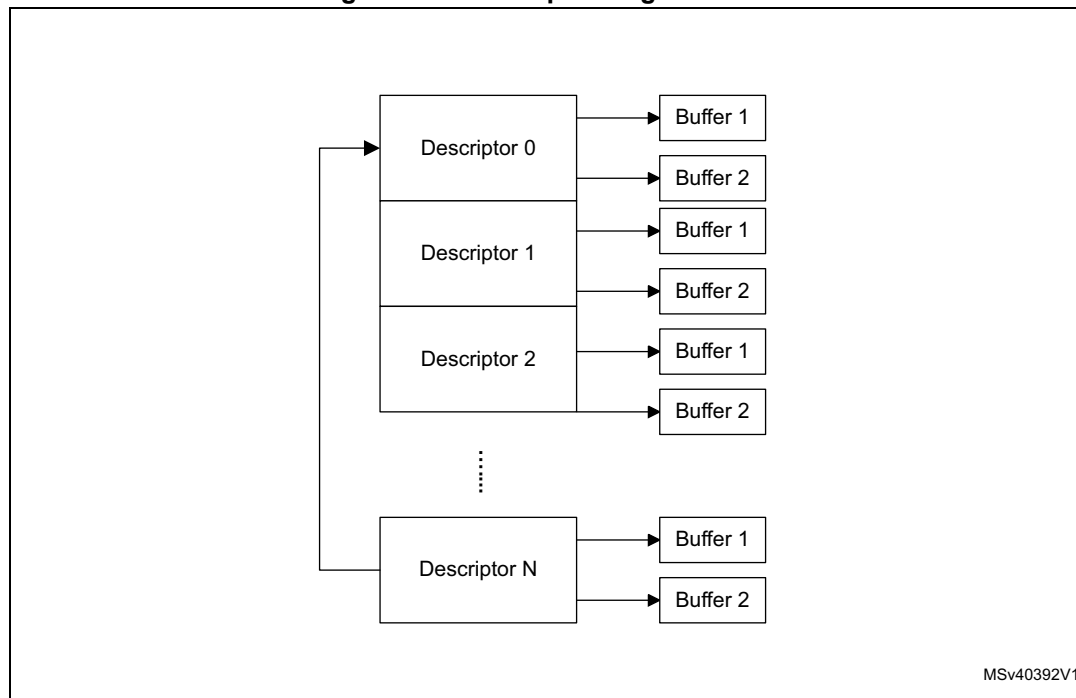 Descriptor 0
Buffer 1
Buffer 2
Descriptor 1
Buffer 1
Buffer 2
Descriptor 2
Buffer 1
Buffer 2
Descriptor N
Buffer 1
Buffer 2
MSv40392V1